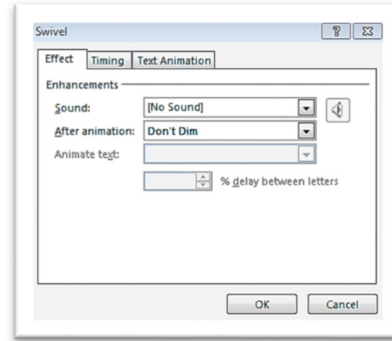 Swivel
Effect Timing Text Animation
Enhancements
Sound: [No Sound]
After animation: Don't Dim
Animate text:
% delay between letters
OK Cancel